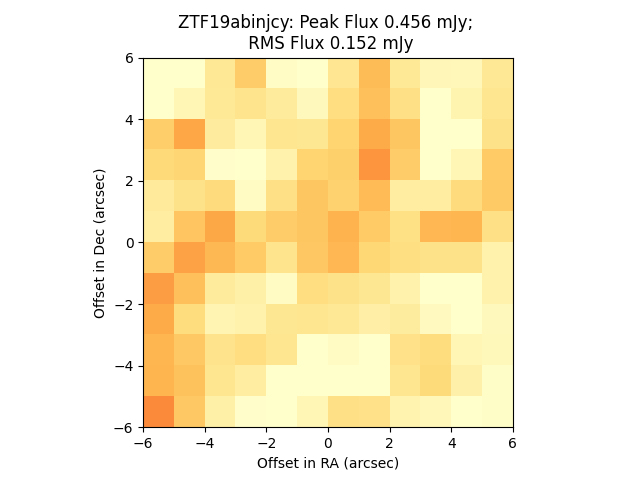 ZTF19abinjcy: Peak Flux 0.456 mJy;
RMS Flux 0.152 mJy
6
4
2
0
−2
−4
−6
Offset in Dec (arcsec)
−6 −4 −2 0 2 4 6
Offset in RA (arcsec)